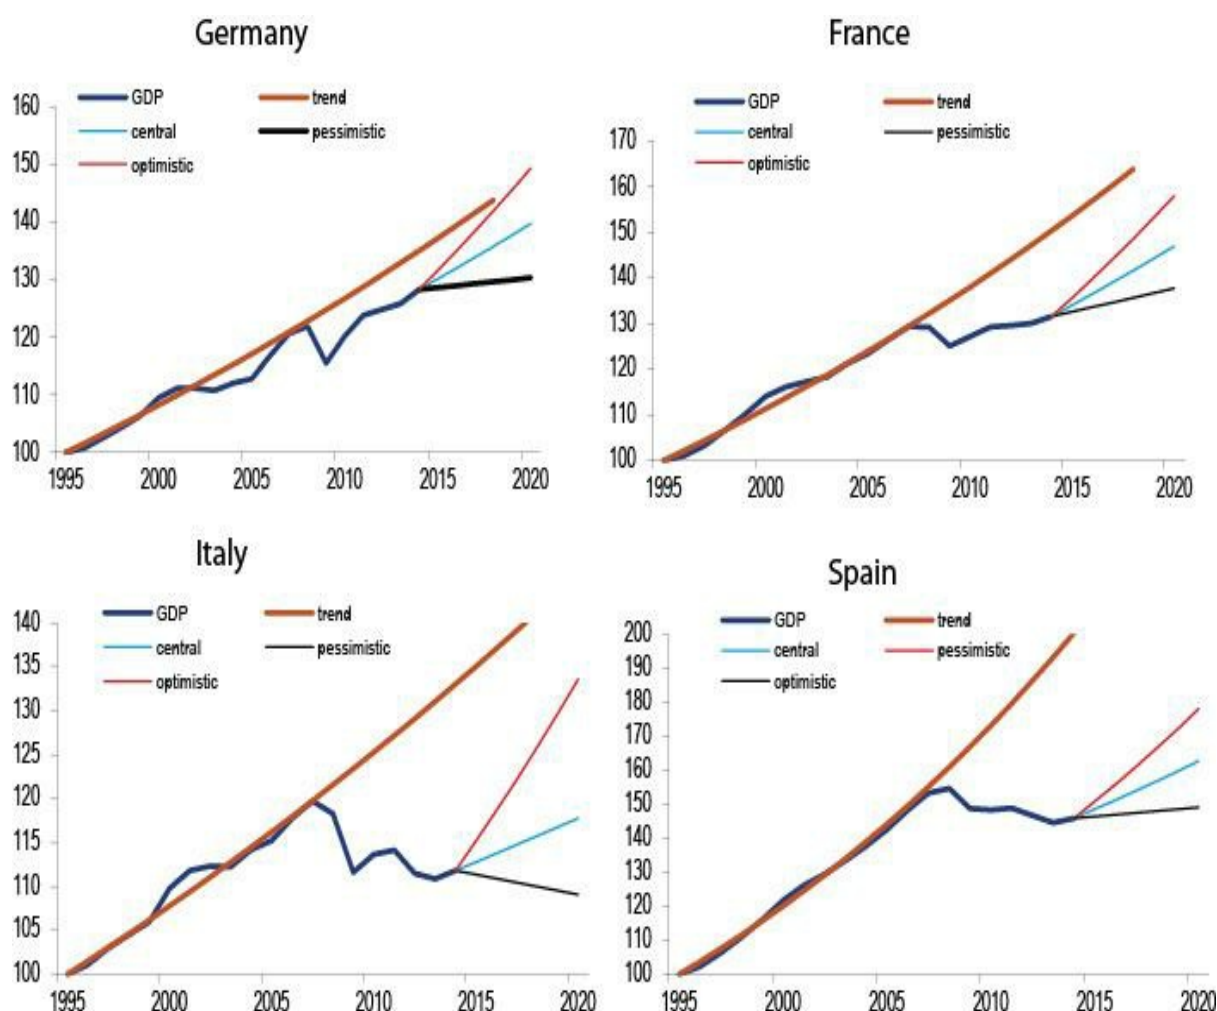 Germany
GDP trend
central pessimistic
optimistic
160
150
140
130
120
110
100
1995 2000 2005 2010 2015 2020
France
GDP trend
central pessimistic
optimistic
170
160
150
140
130
120
110
100
1995 2000 2005 2010 2015 2020
Italy
GDP trend
central pessimistic
optimistic
140
135
130
125
120
115
110
105
100
1995 2000 2005 2010 2015 2020
Spain
GDP trend
central pessimistic
optimistic
200
190
180
170
160
150
140
130
120
110
100
1995 2000 2005 2010 2015 2020